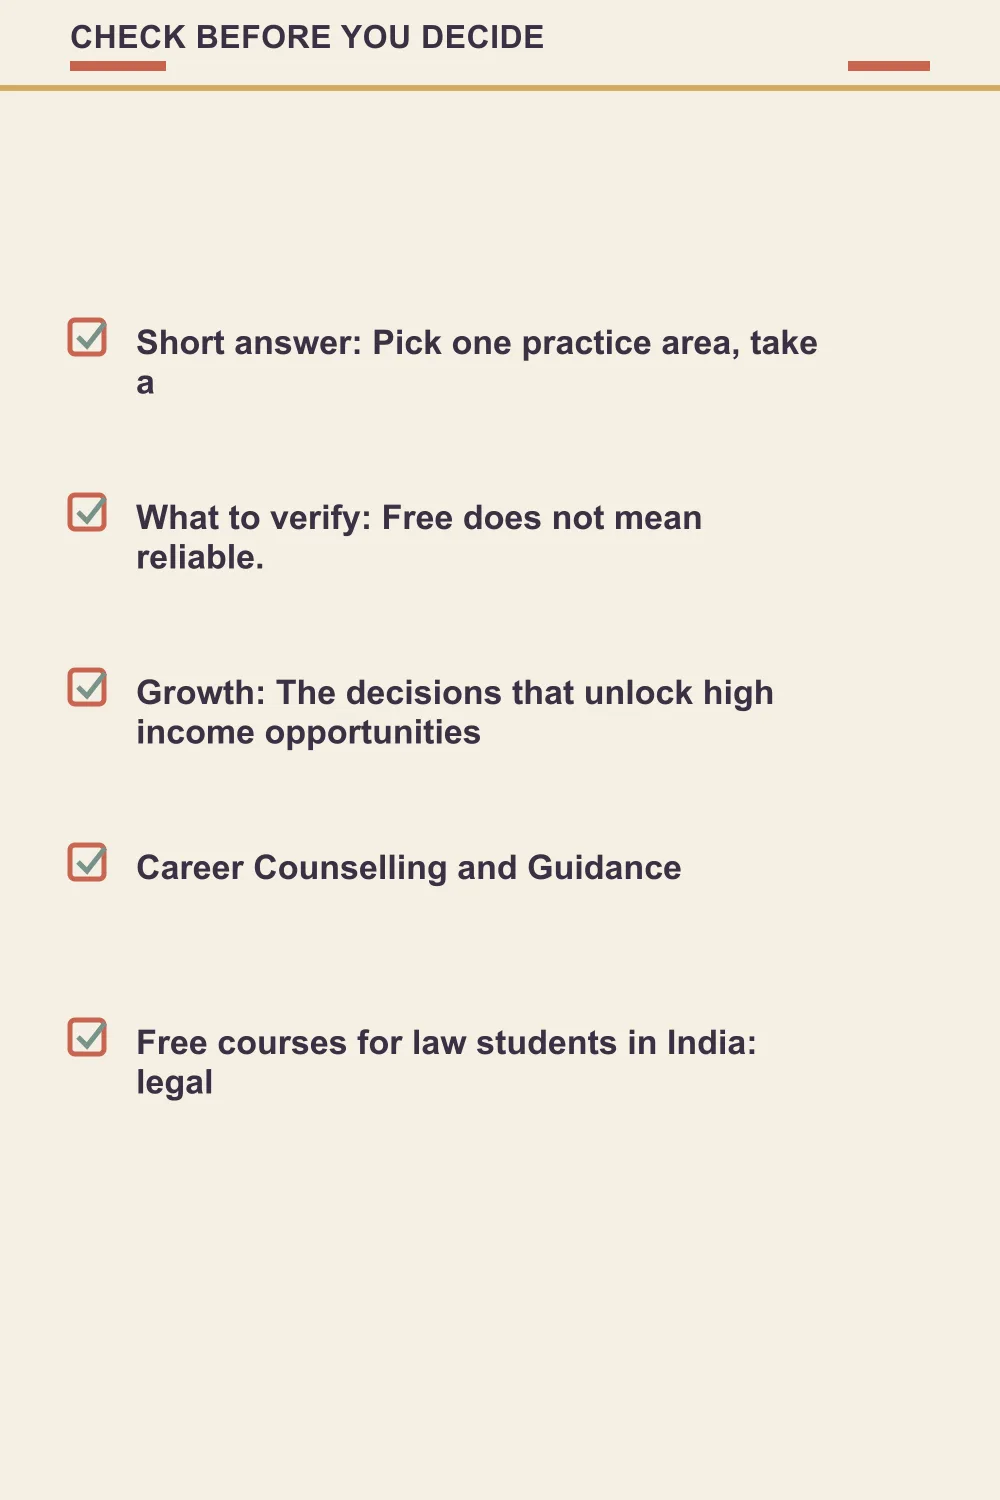 CHECK BEFORE YOU DECIDE
Short answer: Pick one practice area, take
a
What to verify: Free does not mean
reliable.
Growth: The decisions that unlock high
income opportunities
Career Counselling and Guidance
Free courses for law students in India:
legal